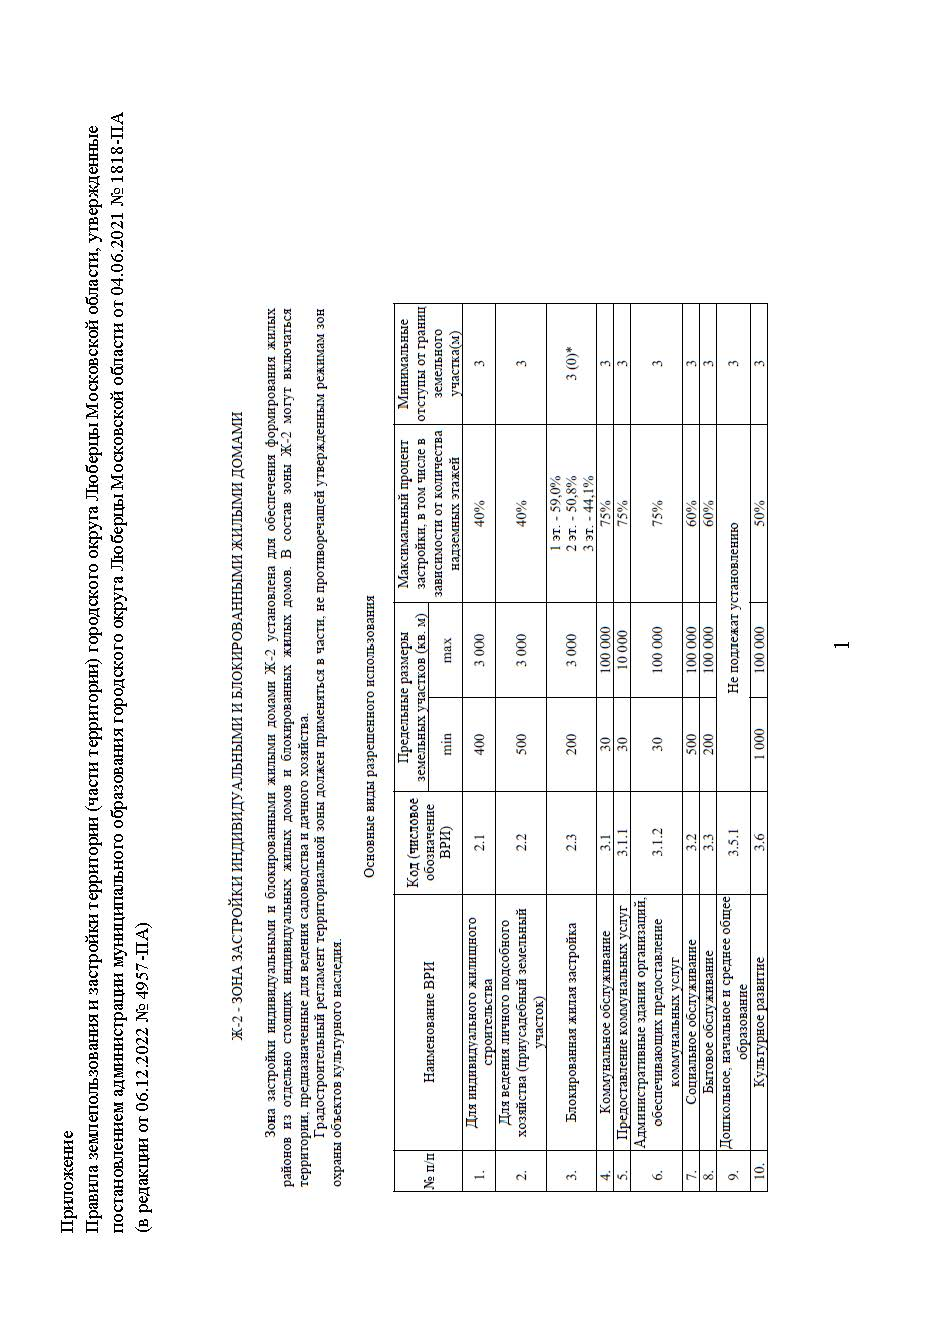 Приложение
Правила землепользования и застройки территории (части территории) городского округа Люберцы Московской области, утвержденные
постановлением администрации муниципального образования городского округа Люберцы Московской области от 04.06.2021 № 1818-ПА
(в редакции от 06.12.2022 № 4957-ПА)
Ж-2 - ЗОНА ЗАСТРОЙКИ ИНДИВИДУАЛЬНЫМИ И БЛОКИРОВАННЫМИ ЖИЛЫМИ ДОМАМИ
Зона застройки индивидуальными и блокированными жилыми домами Ж-2 установлена для обеспечения формирования жилых
районов из отдельно стоящих индивидуальных жилых домов и блокированных жилых домов. В состав зоны Ж-2 могут включаться
территории, предназначенные для ведения садоводства и дачного хозяйства.
Градостроительный регламент территориальной зоны должен применяться в части, не противоречащей утвержденным режимам зон
охраны объектов культурного наследия.
Основные виды разрешенного использования
№ п/п
Наименование ВРИ
Код (числовое
обозначение
ВРИ)
Предельные размеры
земельных участков (кв. м)
min
max
Максимальный процент
застройки, в том числе в
зависимости от количества
надземных этажей
Минимальные
отступы от границ
земельного
участка(м)
1.
Для индивидуального жилищного
строительства
2.1
400
3 000
40%
3
2.
Для ведения личного подсобного
хозяйства (приусадебный земельный
участок)
2.2
500
3 000
40%
3
3.
Блокированная жилая застройка
2.3
200
3 000
1 эт. - 59,0%
2 эт. - 50,8%
3 эт. - 44,1%
3 (0)*
4.
Коммунальное обслуживание
3.1
30
100 000
75%
3
5.
Предоставление коммунальных услуг
3.1.1
30
10 000
75%
3
6.
Административные здания организаций,
обеспечивающих предоставление
коммунальных услуг
3.1.2
30
100 000
75%
3
7.
Социальное обслуживание
3.2
500
100 000
60%
3
8.
Бытовое обслуживание
3.3
200
100 000
60%
3
9.
Дошкольное, начальное и среднее общее
образование
3.5.1
Не подлежат установлению
3
10.
Культурное развитие
3.6
1 000
100 000
50%
3
1